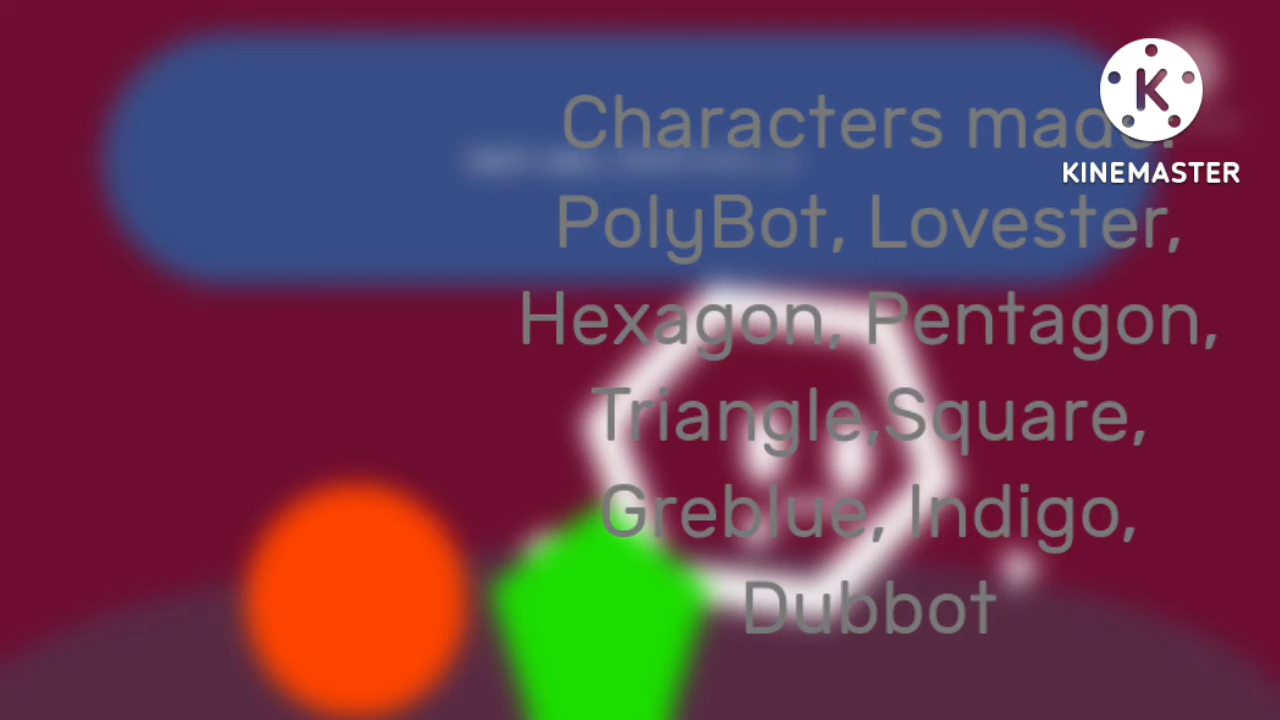 Characters made:
PolyBot, Lovester,
Hexagon, Pentagon,
Triangle,Square,
Greblue, Indigo,
Dubbot
K
KINEMASTER